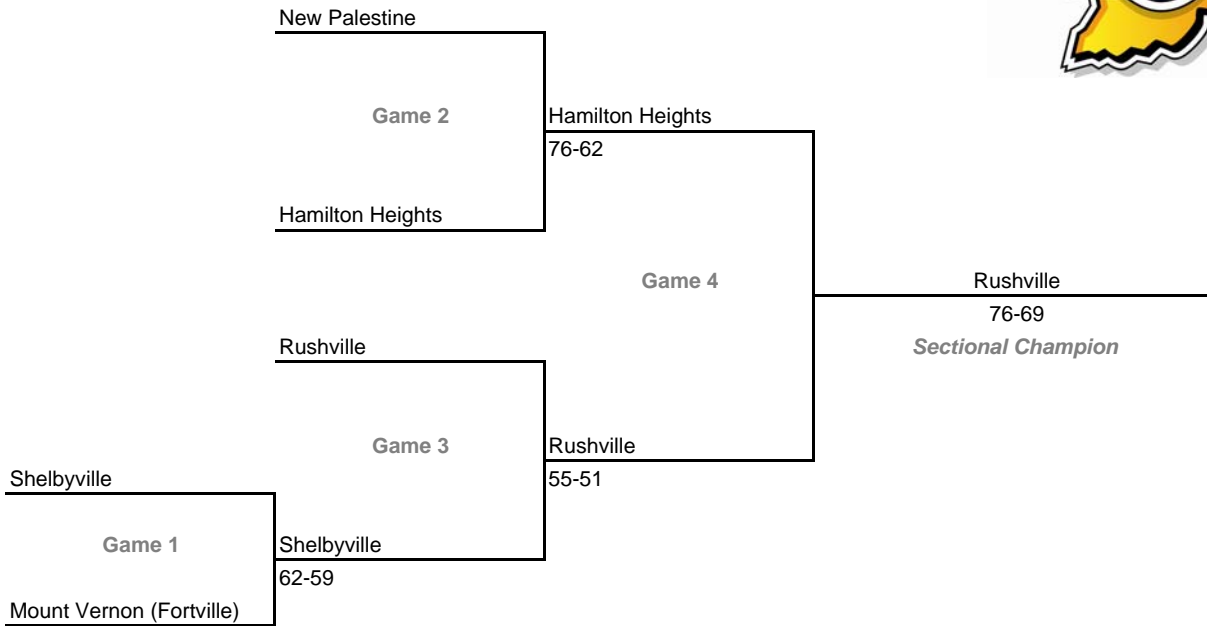 New Palestine
Game 2
Hamilton Heights
76-62
Hamilton Heights
Game 4
Rushville
76-69
Sectional Champion
Rushville
Game 3
Rushville
55-51
Shelbyville
Game 1
Shelbyville
62-59
Mount Vernon (Fortville)